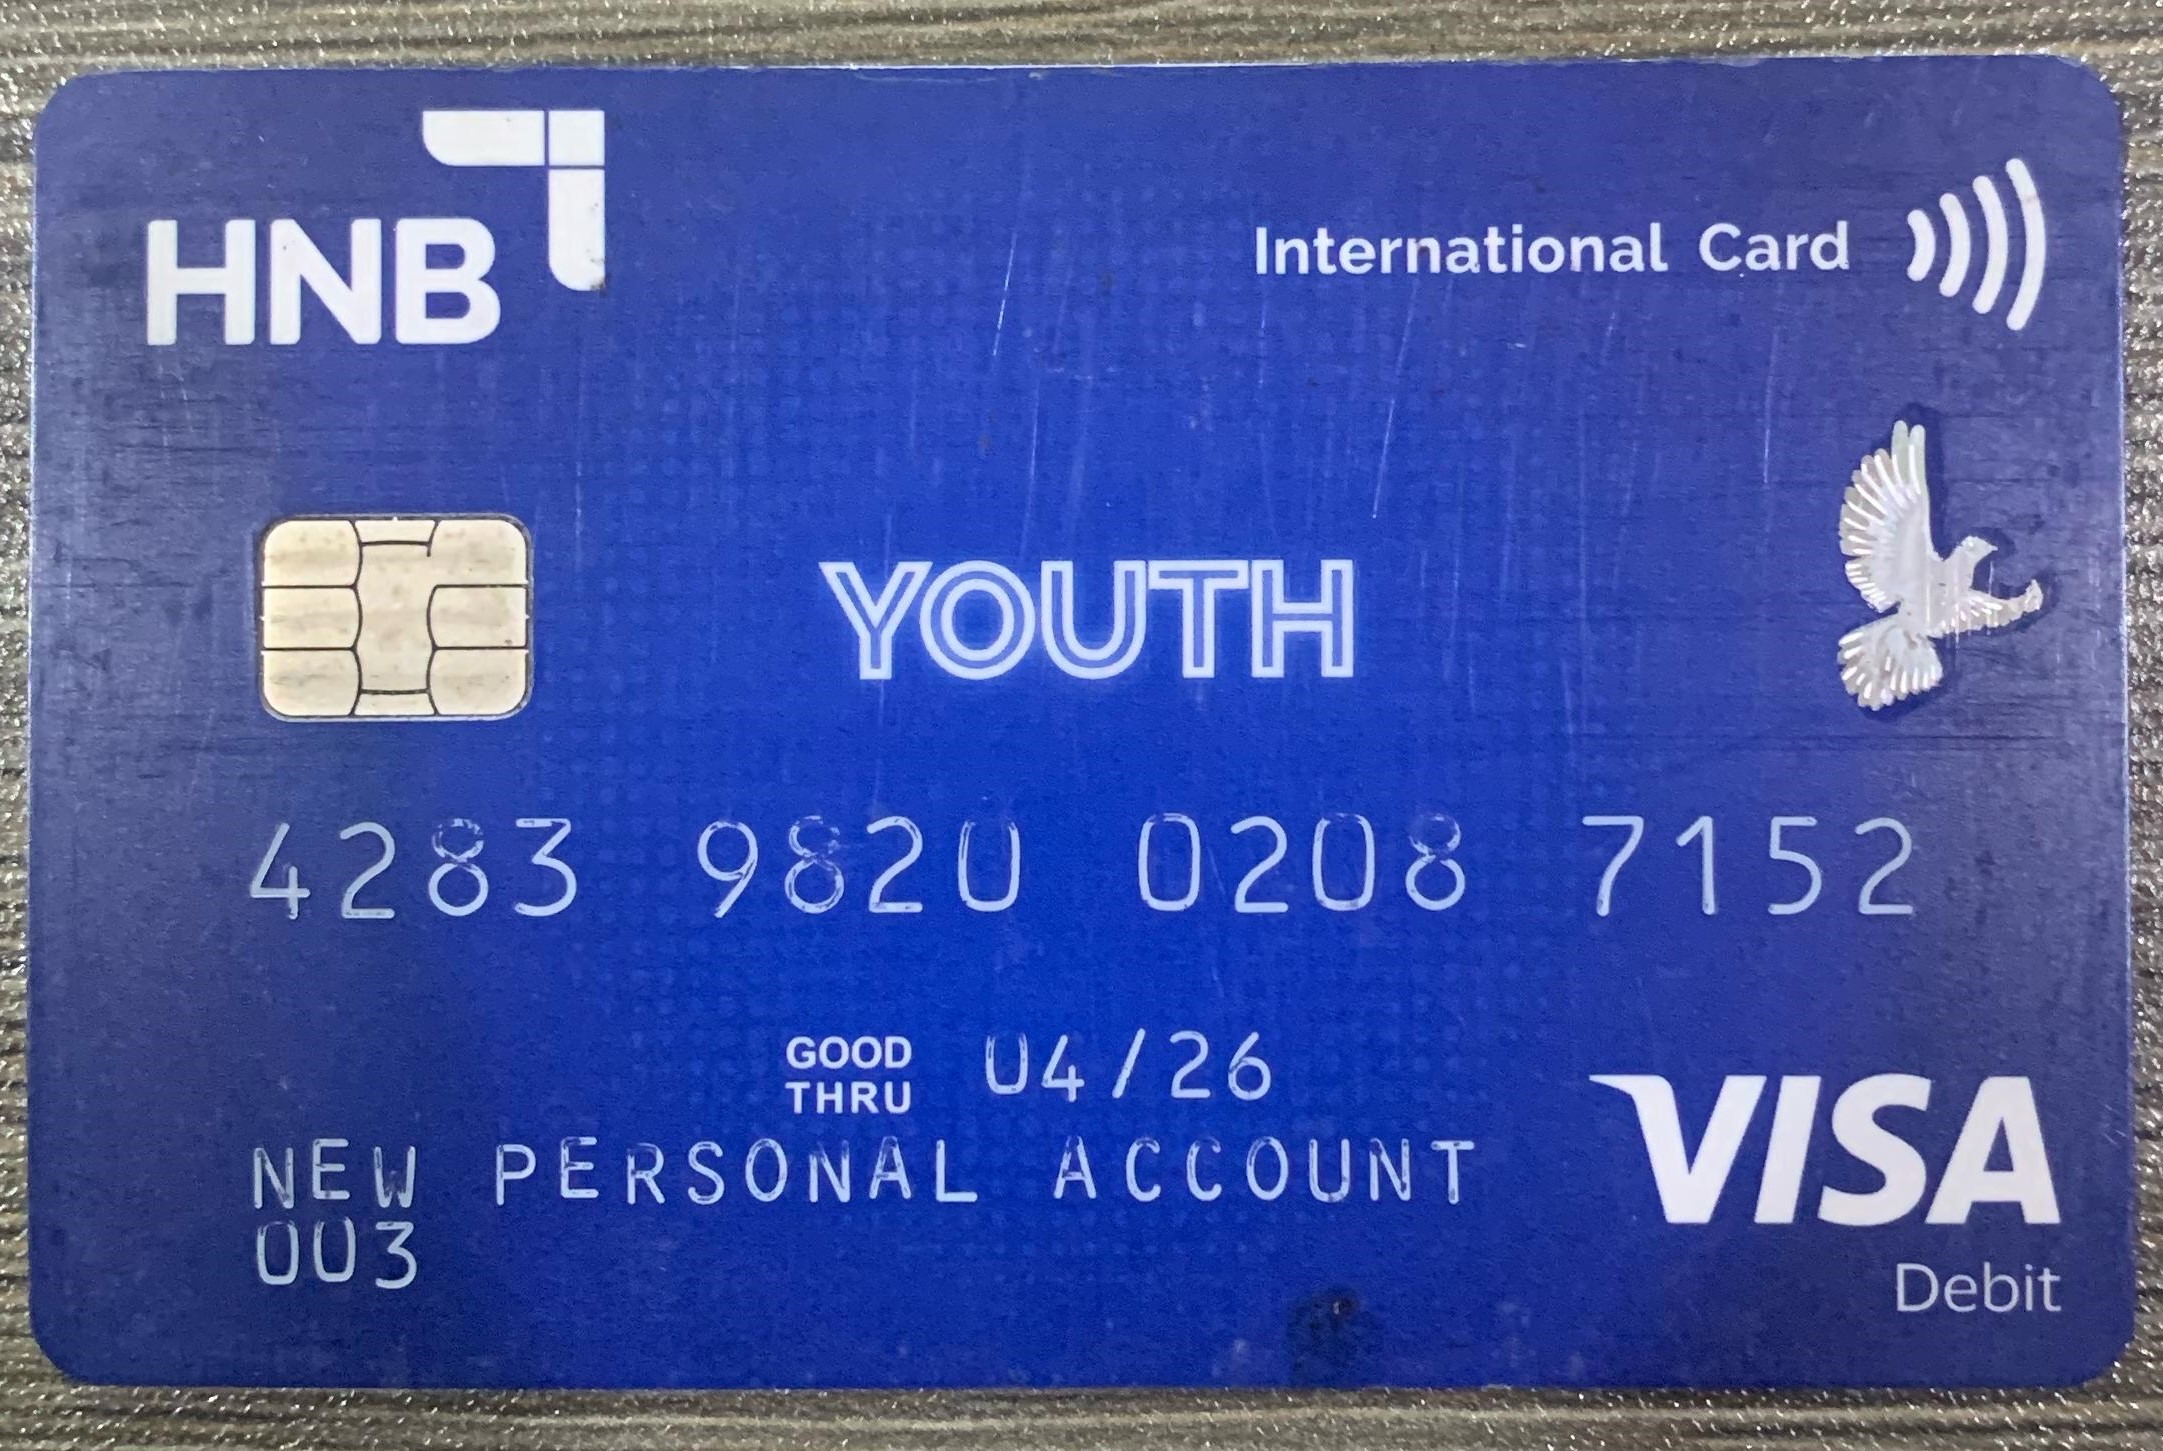 HNB
International Card
YOUTH
4283 9820 0208 7152
GOOD THRU 04/26
NEW PERSONAL ACCOUNT
003
VISA
Debit